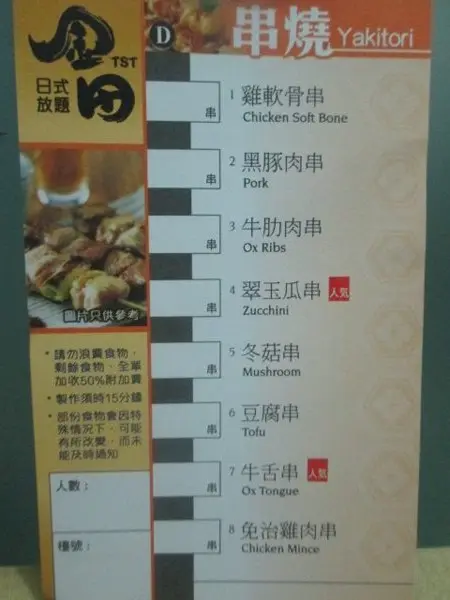 金田
TST
日式
放題
D
串燒 Yakitori
串 1 雞軟骨串
Chicken Soft Bone
串 2 黑豚肉串
Pork
串 3 牛肋肉串
Ox Ribs
串 4 翠玉瓜串 人気
Zucchini
串 5 冬菇串
Mushroom
串 6 豆腐串
Tofu
串 7 牛舌串 人気
Ox Tongue
串 8 免治雞肉串
Chicken Mince
圖片只供參考
* 請勿浪費食物，
剩餘食物、全單
加收50%附加費
* 製作須時15分鐘
* 部份食物會因特
殊情況下，可能
有所改變，而未
能及時通知
人數：
檯號：